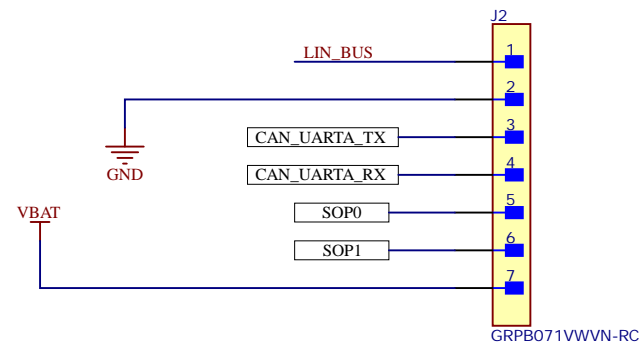 J2
LIN_BUS
1
2
CAN_UARTA_TX
3
CAN_UARTA_RX
4
GND
SOP0
5
VBAT
SOP1
6
7
GRPB071VWVN-RC